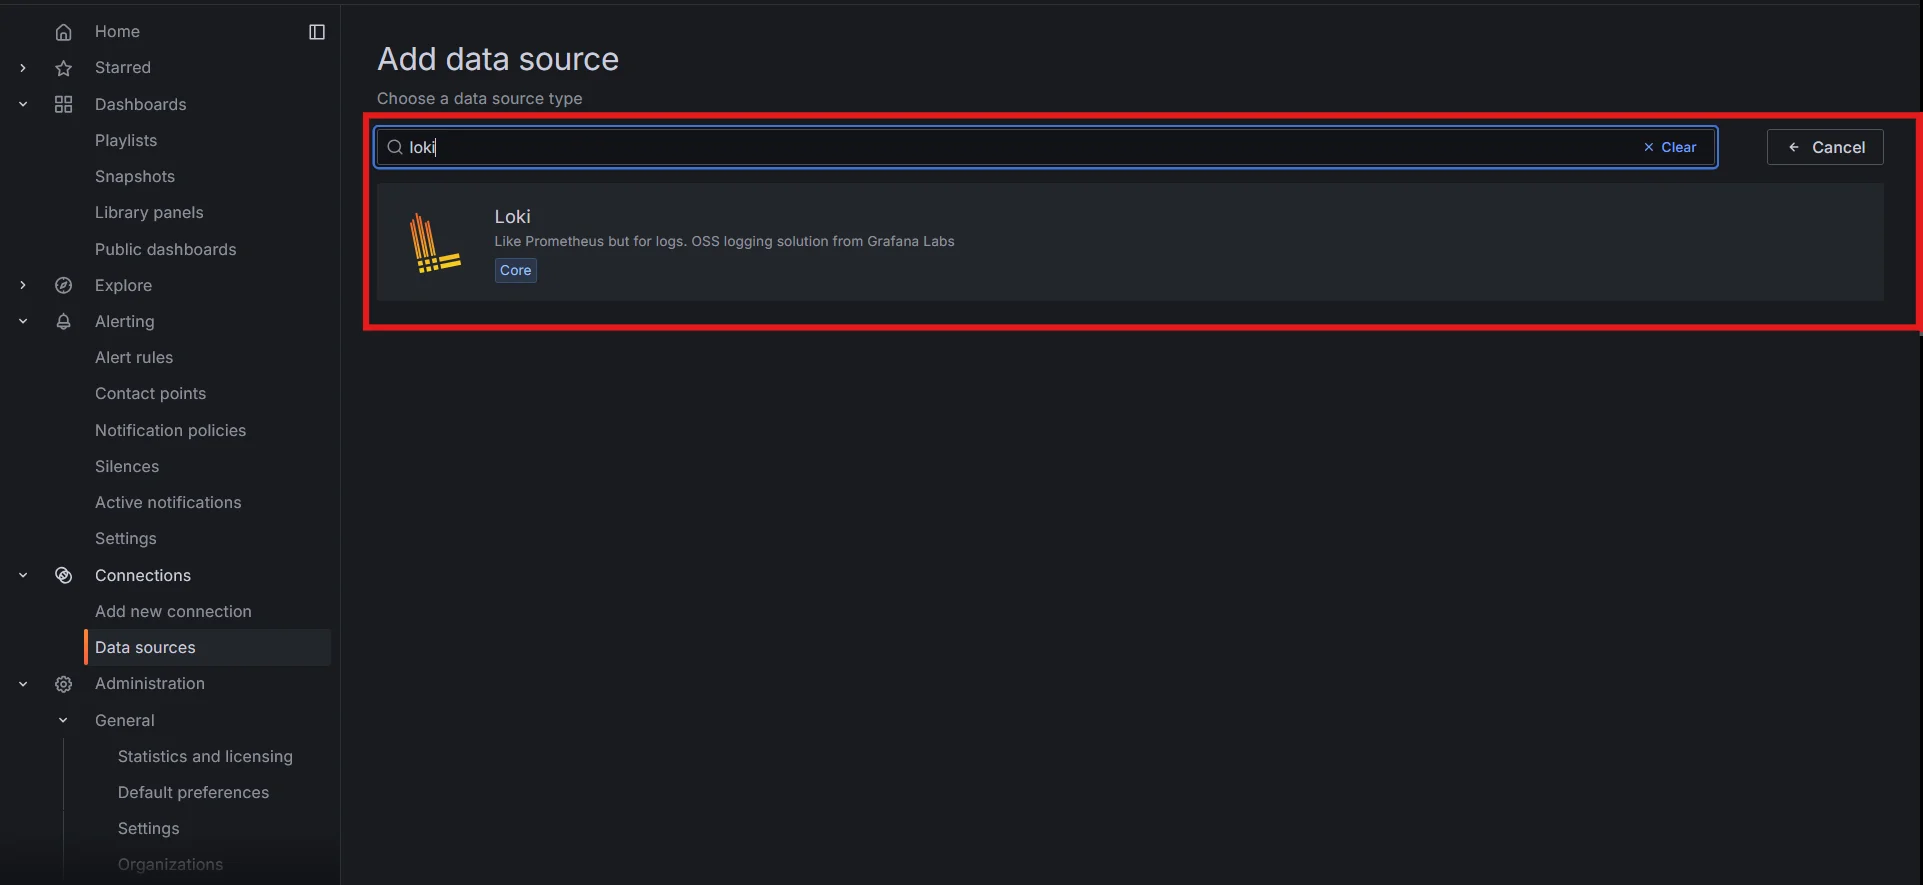 Home
Starred
Dashboards
Playlists
Snapshots
Library panels
Public dashboards
Explore
Alerting
Alert rules
Contact points
Notification policies
Silences
Active notifications
Settings
Connections
Add new connection
Data sources
Administration
General
Statistics and licensing
Default preferences
Settings
Organizations
Add data source
Choose a data source type
loki
Clear
Cancel
Loki
Like Prometheus but for logs. OSS logging solution from Grafana Labs
Core